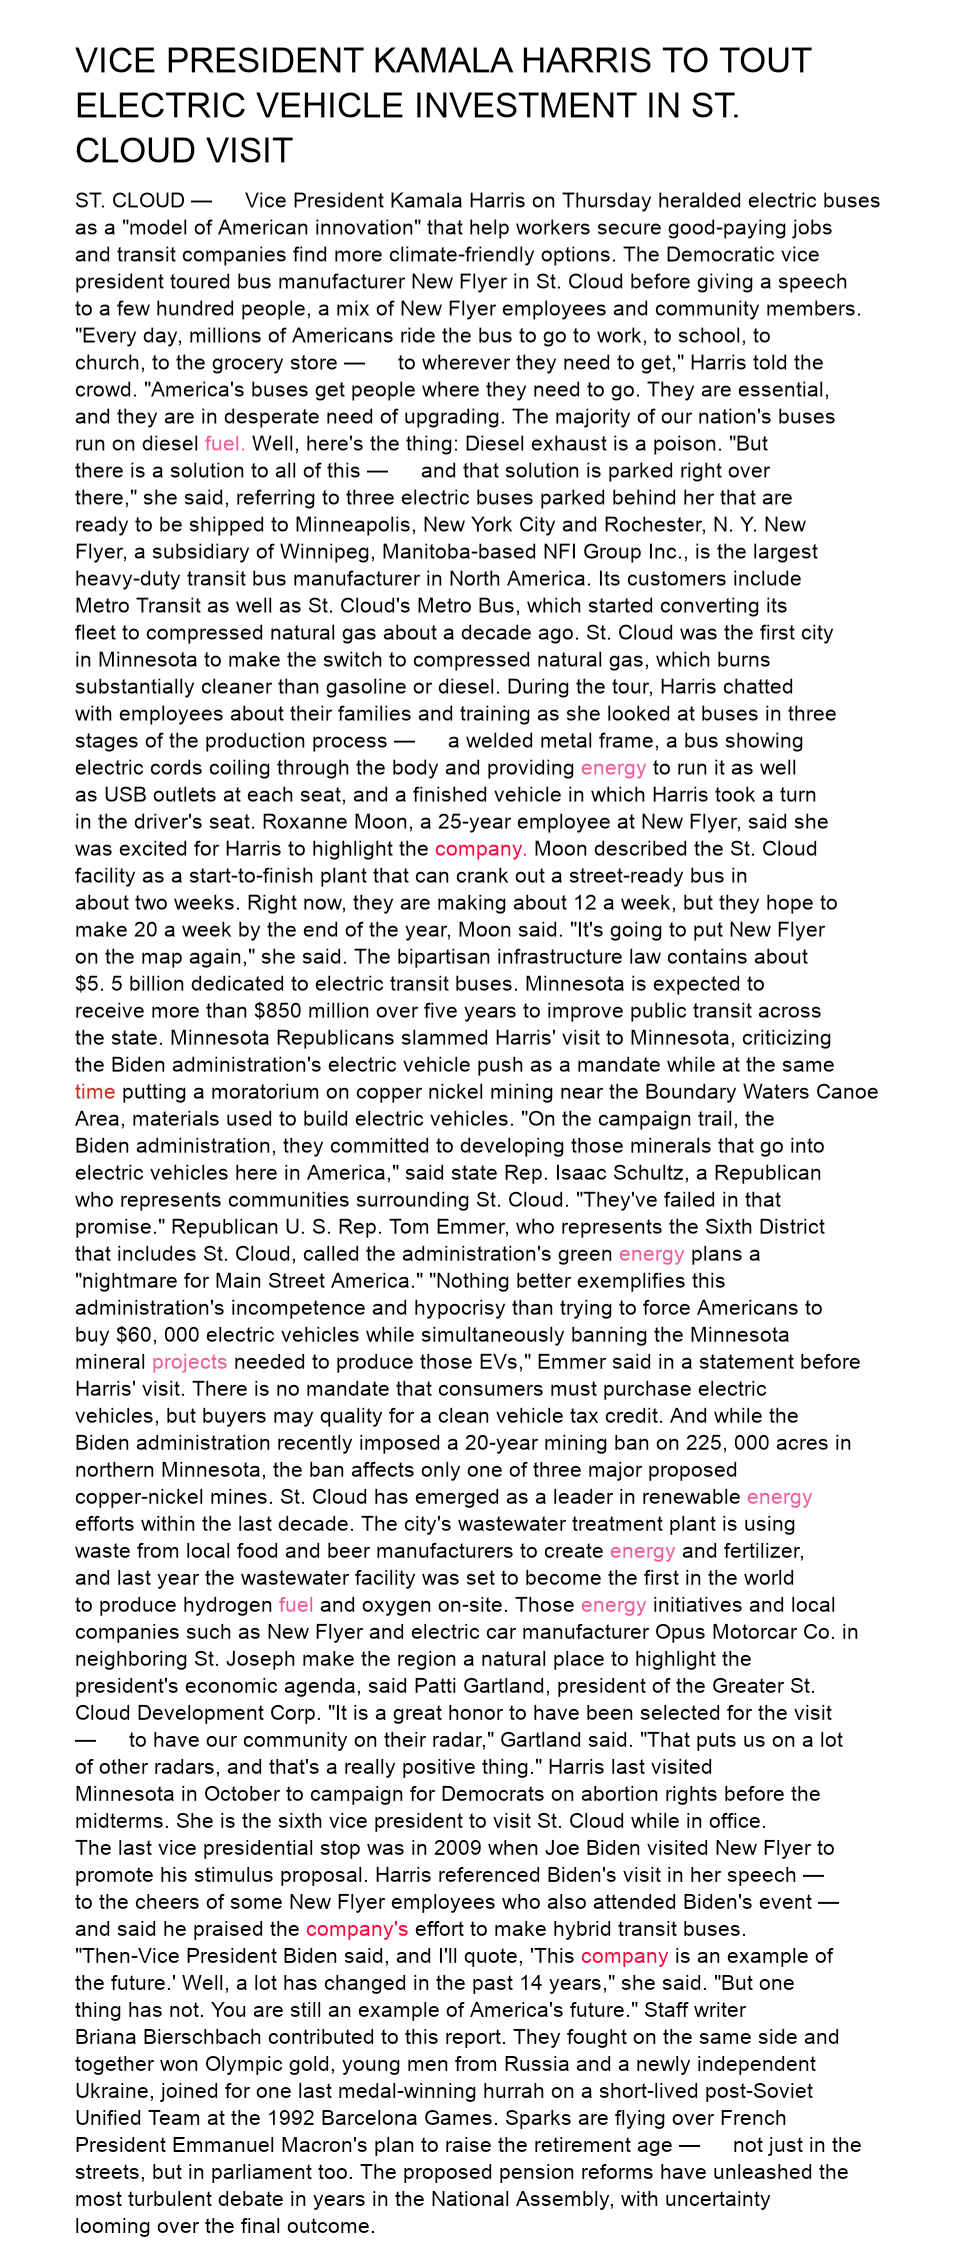 VICE PRESIDENT KAMALA HARRIS TO TOUT
ELECTRIC VEHICLE INVESTMENT IN ST.
CLOUD VISIT
ST. CLOUD — Vice President Kamala Harris on Thursday heralded electric buses
as a "model of American innovation" that help workers secure good-paying jobs
and transit companies find more climate-friendly options. The Democratic vice
president toured bus manufacturer New Flyer in St. Cloud before giving a speech
to a few hundred people, a mix of New Flyer employees and community members.
"Every day, millions of Americans ride the bus to go to work, to school, to
church, to the grocery store — to wherever they need to get," Harris told the
crowd. "America's buses get people where they need to go. They are essential,
and they are in desperate need of upgrading. The majority of our nation's buses
run on diesel fuel. Well, here's the thing: Diesel exhaust is a poison. "But
there is a solution to all of this — and that solution is parked right over
there," she said, referring to three electric buses parked behind her that are
ready to be shipped to Minneapolis, New York City and Rochester, N. Y. New
Flyer, a subsidiary of Winnipeg, Manitoba-based NFI Group Inc., is the largest
heavy-duty transit bus manufacturer in North America. Its customers include
Metro Transit as well as St. Cloud's Metro Bus, which started converting its
fleet to compressed natural gas about a decade ago. St. Cloud was the first city
in Minnesota to make the switch to compressed natural gas, which burns
substantially cleaner than gasoline or diesel. During the tour, Harris chatted
with employees about their families and training as she looked at buses in three
stages of the production process — a welded metal frame, a bus showing
electric cords coiling through the body and providing energy to run it as well
as USB outlets at each seat, and a finished vehicle in which Harris took a turn
in the driver's seat. Roxanne Moon, a 25-year employee at New Flyer, said she
was excited for Harris to highlight the company. Moon described the St. Cloud
facility as a start-to-finish plant that can crank out a street-ready bus in
about two weeks. Right now, they are making about 12 a week, but they hope to
make 20 a week by the end of the year, Moon said. "It's going to put New Flyer
on the map again," she said. The bipartisan infrastructure law contains about
$5. 5 billion dedicated to electric transit buses. Minnesota is expected to
receive more than $850 million over five years to improve public transit across
the state. Minnesota Republicans slammed Harris' visit to Minnesota, criticizing
the Biden administration's electric vehicle push as a mandate while at the same
time putting a moratorium on copper nickel mining near the Boundary Waters Canoe
Area, materials used to build electric vehicles. "On the campaign trail, the
Biden administration, they committed to developing those minerals that go into
electric vehicles here in America," said state Rep. Isaac Schultz, a Republican
who represents communities surrounding St. Cloud. "They've failed in that
promise." Republican U. S. Rep. Tom Emmer, who represents the Sixth District
that includes St. Cloud, called the administration's green energy plans a
"nightmare for Main Street America." "Nothing better exemplifies this
administration's incompetence and hypocrisy than trying to force Americans to
buy $60, 000 electric vehicles while simultaneously banning the Minnesota
mineral projects needed to produce those EVs," Emmer said in a statement before
Harris' visit. There is no mandate that consumers must purchase electric
vehicles, but buyers may quality for a clean vehicle tax credit. And while the
Biden administration recently imposed a 20-year mining ban on 225, 000 acres in
northern Minnesota, the ban affects only one of three major proposed
copper-nickel mines. St. Cloud has emerged as a leader in renewable energy
efforts within the last decade. The city's wastewater treatment plant is using
waste from local food and beer manufacturers to create energy and fertilizer,
and last year the wastewater facility was set to become the first in the world
to produce hydrogen fuel and oxygen on-site. Those energy initiatives and local
companies such as New Flyer and electric car manufacturer Opus Motorcar Co. in
neighboring St. Joseph make the region a natural place to highlight the
president's economic agenda, said Patti Gartland, president of the Greater St.
Cloud Development Corp. "It is a great honor to have been selected for the visit
— to have our community on their radar," Gartland said. "That puts us on a lot
of other radars, and that's a really positive thing." Harris last visited
Minnesota in October to campaign for Democrats on abortion rights before the
midterms. She is the sixth vice president to visit St. Cloud while in office.
The last vice presidential stop was in 2009 when Joe Biden visited New Flyer to
promote his stimulus proposal. Harris referenced Biden's visit in her speech —
to the cheers of some New Flyer employees who also attended Biden's event —
and said he praised the company's effort to make hybrid transit buses.
"Then-Vice President Biden said, and I'll quote, 'This company is an example of
the future.' Well, a lot has changed in the past 14 years," she said. "But one
thing has not. You are still an example of America's future." Staff writer
Briana Bierschbach contributed to this report. They fought on the same side and
together won Olympic gold, young men from Russia and a newly independent
Ukraine, joined for one last medal-winning hurrah on a short-lived post-Soviet
Unified Team at the 1992 Barcelona Games. Sparks are flying over French
President Emmanuel Macron's plan to raise the retirement age — not just in the
streets, but in parliament too. The proposed pension reforms have unleashed the
most turbulent debate in years in the National Assembly, with uncertainty
looming over the final outcome.